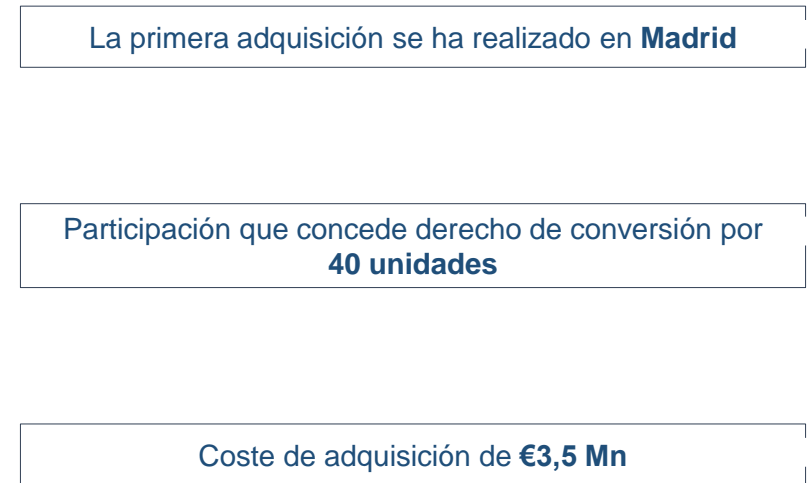 La primera adquisición se ha realizado en Madrid
Participación que concede derecho de conversión por
40 unidades
Coste de adquisición de €3,5 Mn